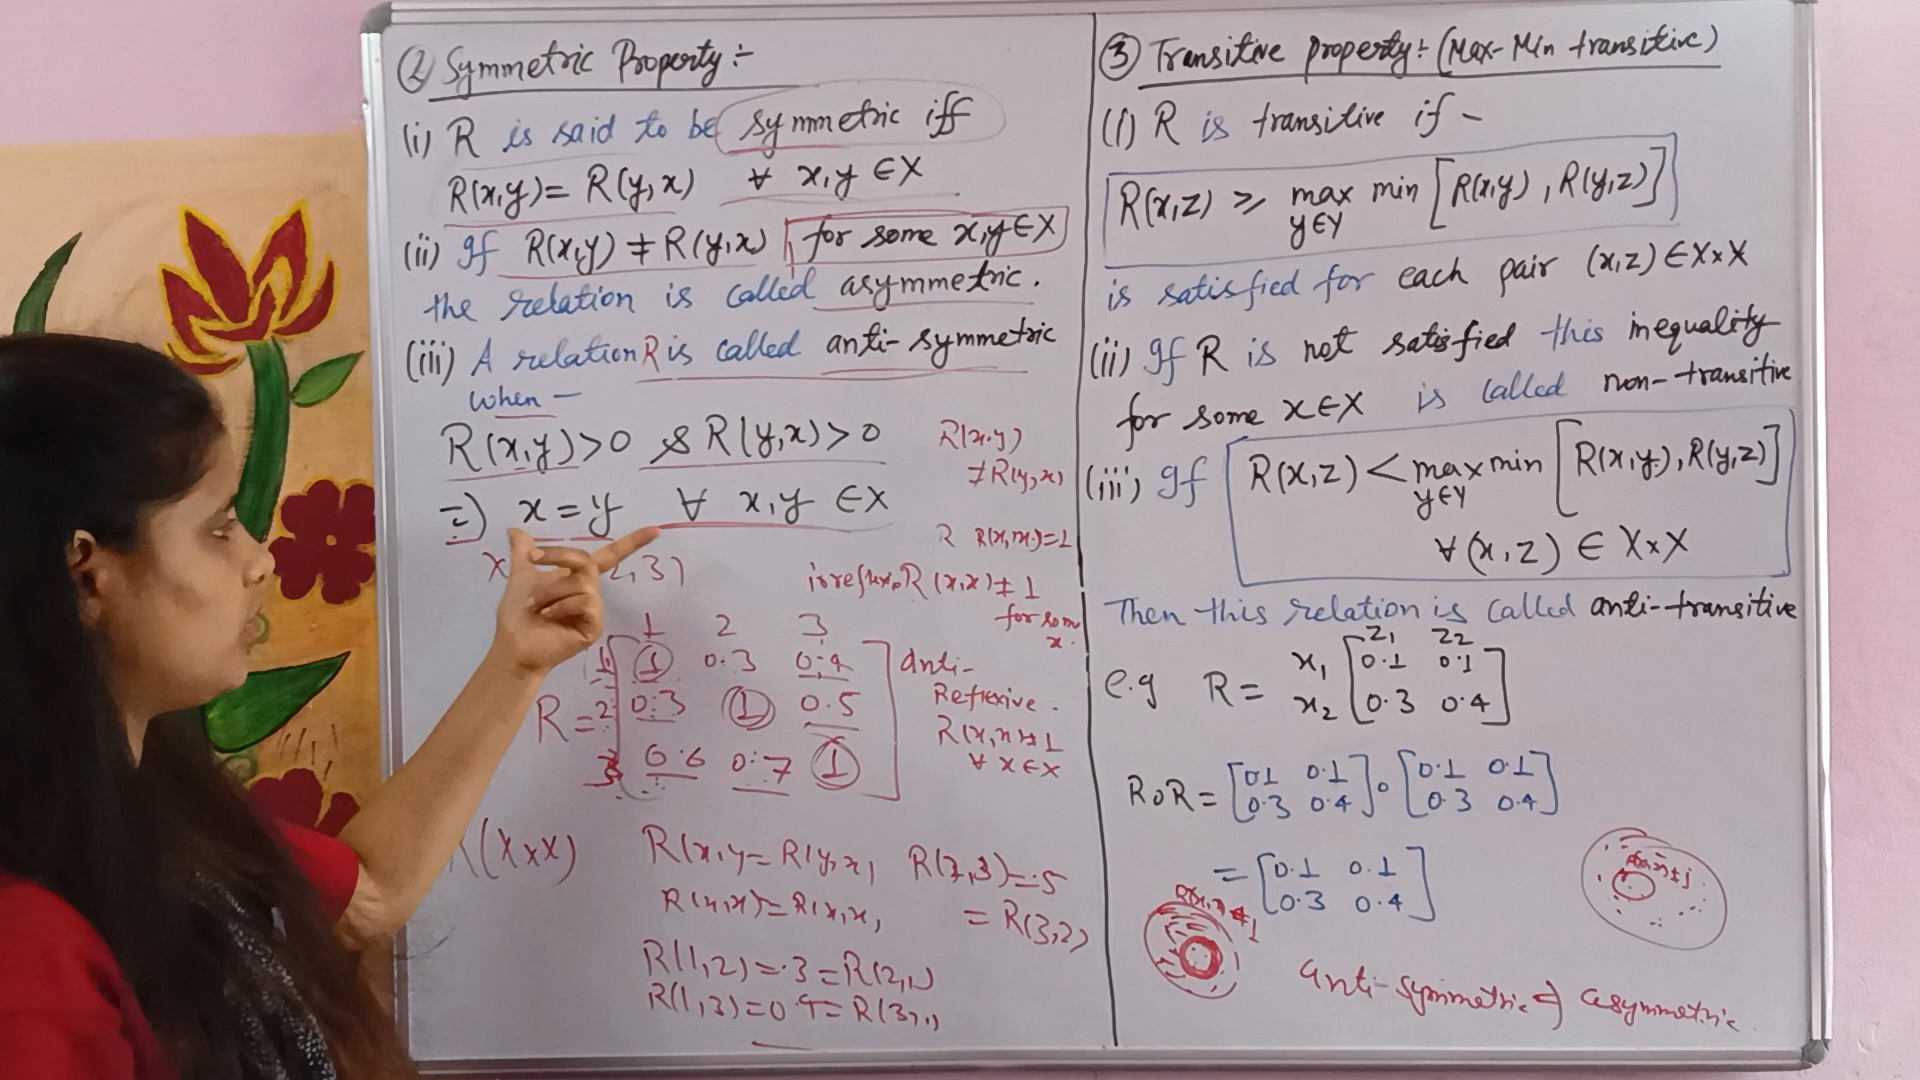 ② Symmetric Property :-
(i) R is said to be symmetric iff
R(x,y) = R(y,x) ∀ x,y ∈ X
(ii) If R(x,y) ≠ R(y,x) for some x,y ∈ X
the relation is called asymmetric.
(iii) A relation R is called anti-symmetric
when -
R(x,y) > 0 & R(y,x) > 0
=) x = y ∀ x,y ∈ X
R(x,y)
≠ R(y,x)
R R(x,x) = 1
2,3)
R(x,x) ≠ 1
for some
x.
1 2 3
R =
1 1 0.3 0.4
2 0.3 1 0.5
3 0.6 0.7 1
anti-
Reflexive.
R(x,x) ≠ 1
∀ x ∈ X
(X×X) R(x,y = R(y,x, R(2,3) = .5
R(x,x) = R(x,x, = R(3,2)
R(1,2) = .3 = R(2,1)
R(1,3) = 0.4 = R(3,1)
③ Transitive property :- (Max-Min transitive)
(i) R is transitive if -
R(x,z) ⩾ max min [R(x,y), R(y,z)]
y∈Y
is satisfied for each pair (x,z) ∈ X×X
(ii) If R is not satisfied this inequality
for some x ∈ X is called non-transitive
(iii) If R(x,z) < max min [R(x,y), R(y,z)]
y∈Y
∀ (x,z) ∈ X×X
Then this relation is called anti-transitive
z1 z2
e.g R = x1 [0.1 0.1
x2 0.3 0.4]
RoR = [0.1 0.1 0.3 0.4] o [0.1 0.1 0.3 0.4]
= [0.1 0.1
0.3 0.4]
anti-symmetric ⇒ asymmetric